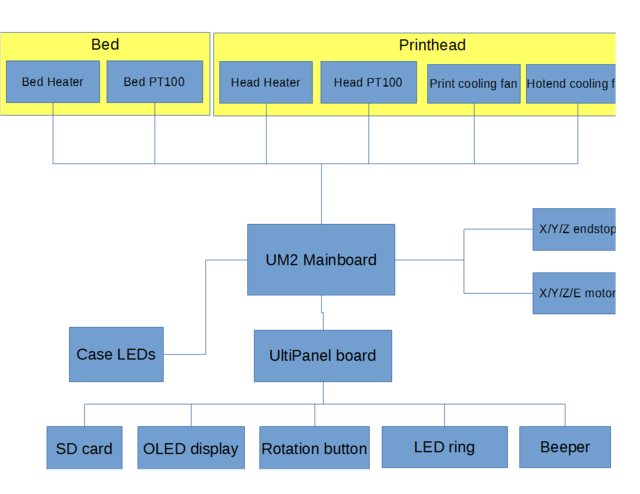 Bed
Printhead
Bed Heater
Bed PT100
Head Heater
Head PT100
Print cooling fan
Hotend cooling f
X/Y/Z endstop
UM2 Mainboard
X/Y/Z/E motor
Case LEDs
UltiPanel board
SD card
OLED display
Rotation button
LED ring
Beeper